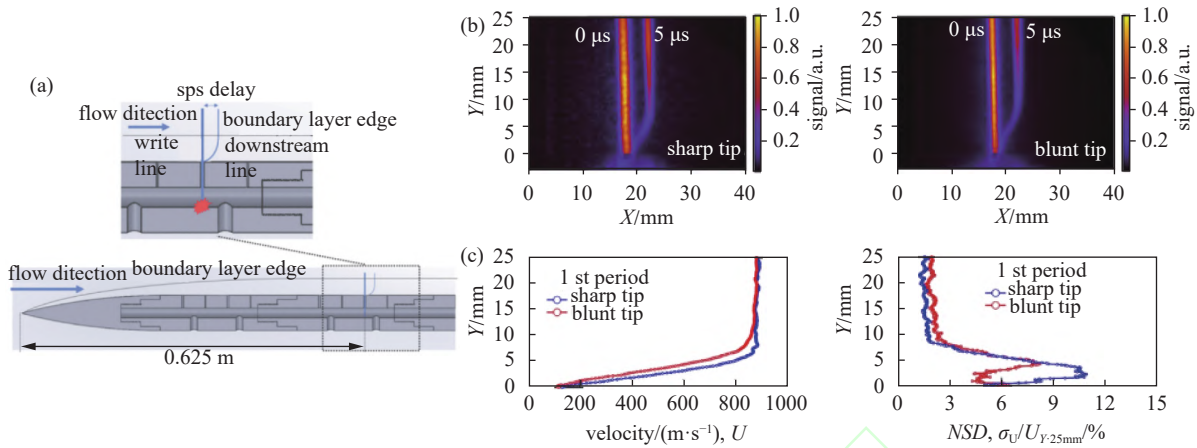 (a)
sps delay
flow direction
boundary layer edge
write
line
downstream
line
flow ditection
boundary layer edge
0.625 m
(b)
25
20
15
10
5
0
Y/mm
0 μs
5 μs
sharp tip
0
10
20
30
40
X/mm
1.0
0.8
0.6
0.4
0.2
signal/a.u.
25
20
15
10
5
0
Y/mm
0 μs
5 μs
blunt tip
0
10
20
30
40
X/mm
1.0
0.8
0.6
0.4
0.2
signal/a.u.
(c)
25
20
15
10
5
0
Y/mm
1 st period
sharp tip
blunt tip
0
200
400
600
800
1000
velocity/(m·s⁻¹), U
25
20
15
10
5
0
Y/mm
1 st period
sharp tip
blunt tip
0
3
6
9
12
15
NSD, σU/UY·25mm/%